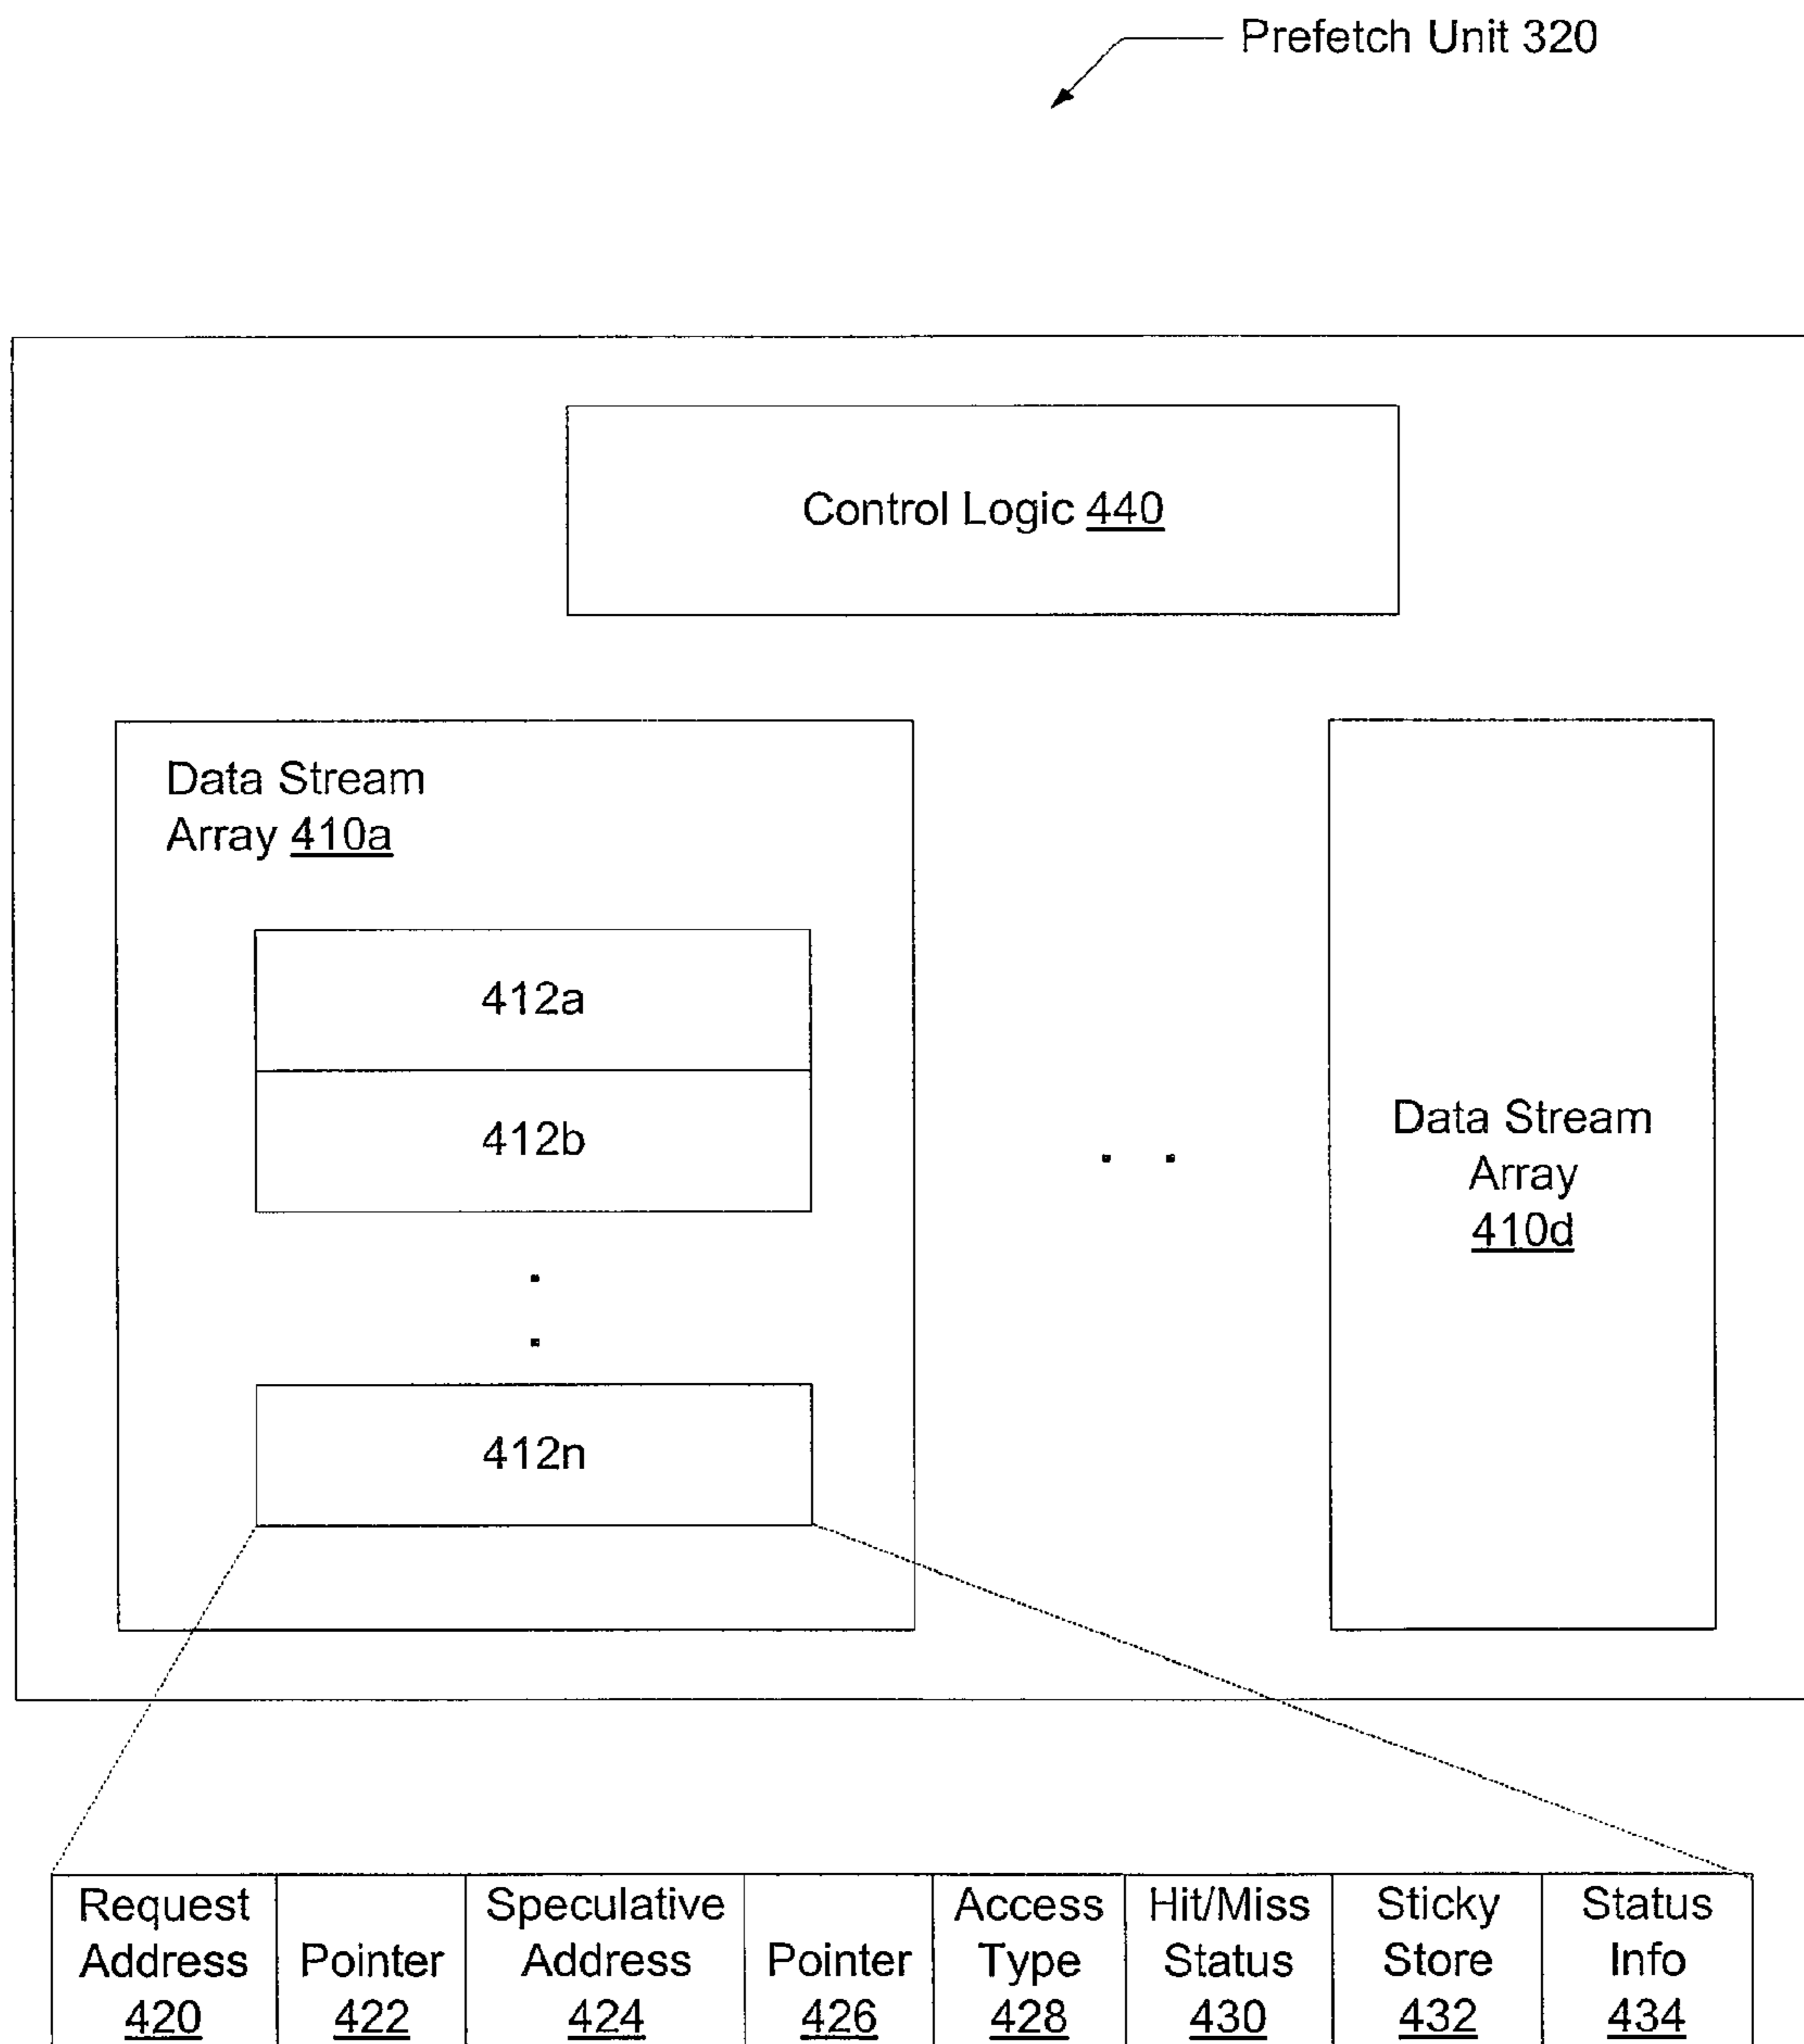 Prefetch Unit 320
Control Logic 440
Data Stream
Array 410a
412a
412b
412n
Data Stream
Array
410d
Request
Address
420
Pointer
422
Speculative
Address
424
Pointer
426
Access
Type
428
Hit/Miss
Status
430
Sticky
Store
432
Status
Info
434